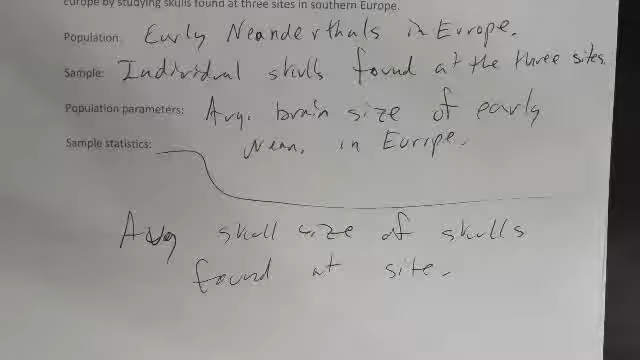 Europe by studying skulls found at three sites in southern Europe.
Population: Early Neanderthals in Europe.
Sample: Individual skulls found at the three sites.
Population parameters: Avg. brain size of early
Nean. in Europe.
Sample statistics:
Avg skull size of skulls
found at site.